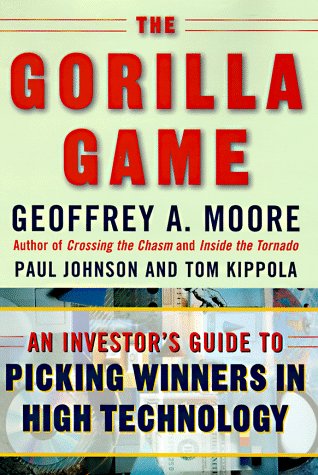 THE
GORILLA
GAME
GEOFFREY A. MOORE
Author of Crossing the Chasm and Inside the Tornado
PAUL JOHNSON AND TOM KIPPOLA
AN INVESTOR'S GUIDE TO
PICKING WINNERS IN
HIGH TECHNOLOGY